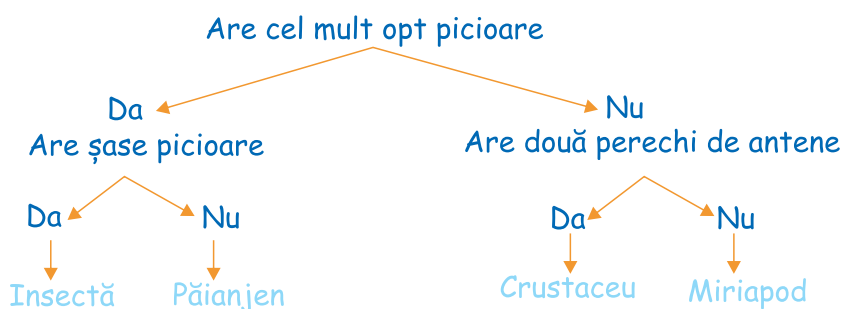 Are cel mult opt picioare
Da
Nu
Are șase picioare
Are două perechi de antene
Da
Nu
Da
Nu
Insectă
Păianjen
Crustaceu
Miriapod